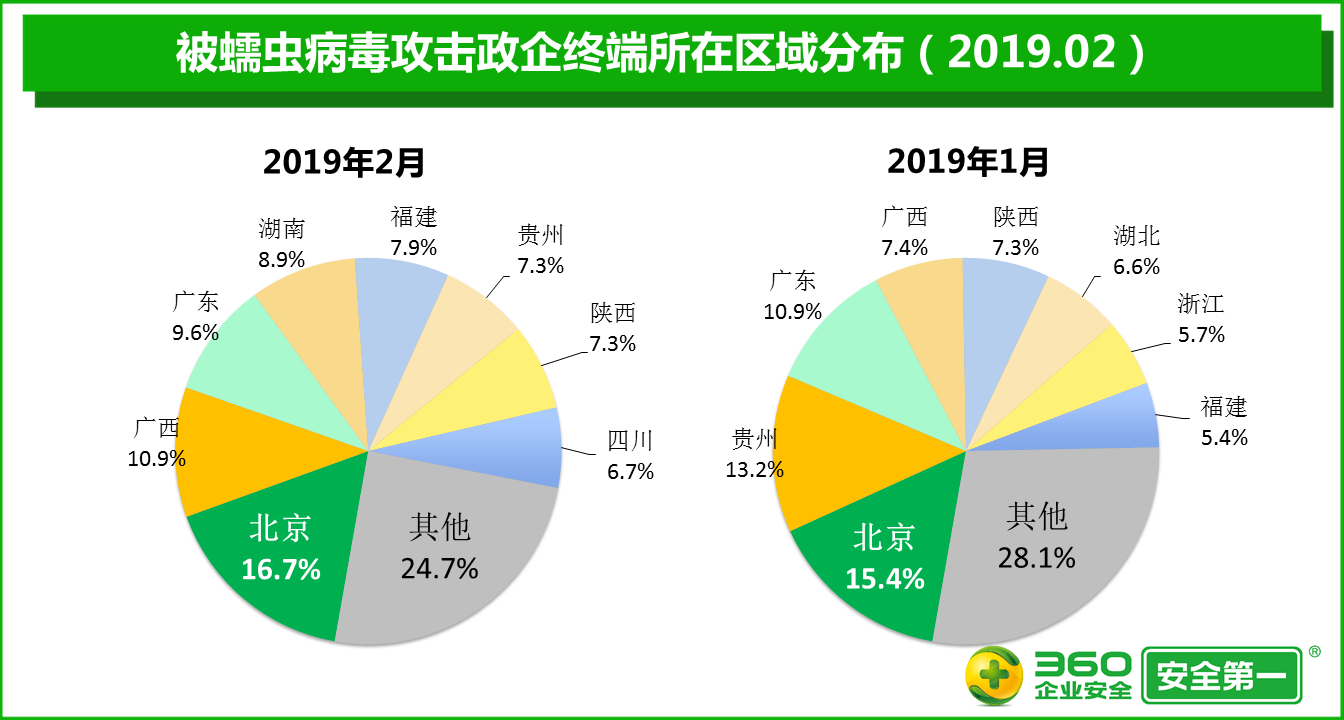 被蠕虫病毒攻击政企终端所在区域分布（2019.02）
2019年2月
福建
7.9%
贵州
7.3%
陕西
7.3%
四川
6.7%
其他
24.7%
北京
16.7%
广西
10.9%
广东
9.6%
湖南
8.9%
2019年1月
陕西
7.3%
湖北
6.6%
浙江
5.7%
福建
5.4%
其他
28.1%
北京
15.4%
贵州
13.2%
广东
10.9%
广西
7.4%
360
企业安全
安全第一
®